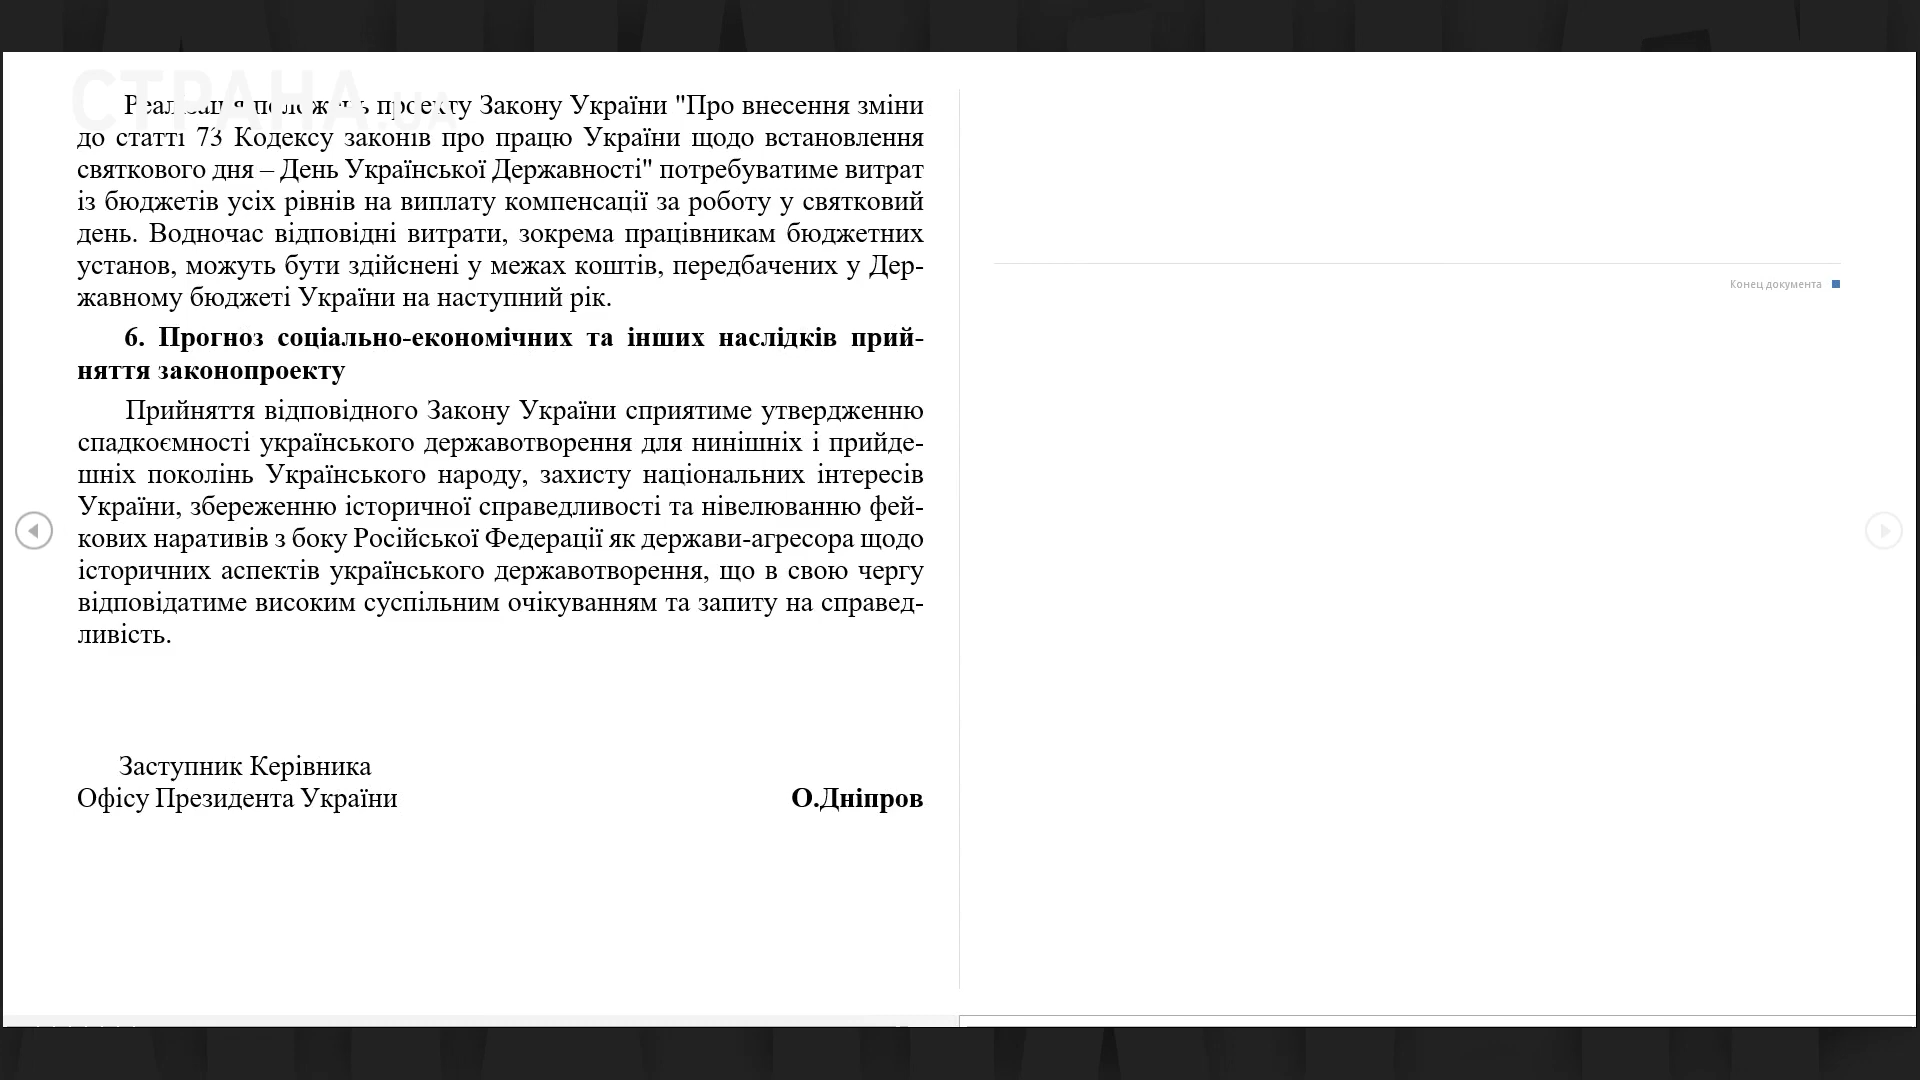 СТРАНА.UA
Реалізація положень проекту Закону України "Про внесення зміни
до статті 73 Кодексу законів про працю України щодо встановлення
святкового дня – День Української Державності" потребуватиме витрат
із бюджетів усіх рівнів на виплату компенсації за роботу у святковий
день. Водночас відповідні витрати, зокрема працівникам бюджетних
установ, можуть бути здійснені у межах коштів, передбачених у Дер-
жавному бюджеті України на наступний рік.
6. Прогноз соціально-економічних та інших наслідків прий-
няття законопроекту
Прийняття відповідного Закону України сприятиме утвердженню
спадкоємності українського державотворення для нинішніх і прийде-
шніх поколінь Українського народу, захисту національних інтересів
України, збереженню історичної справедливості та нівелюванню фей-
кових наративів з боку Російської Федерації як держави-агресора щодо
історичних аспектів українського державотворення, що в свою чергу
відповідатиме високим суспільним очікуванням та запиту на справед-
ливість.
Заступник Керівника
Офісу Президента України О.Дніпров
Конец документа